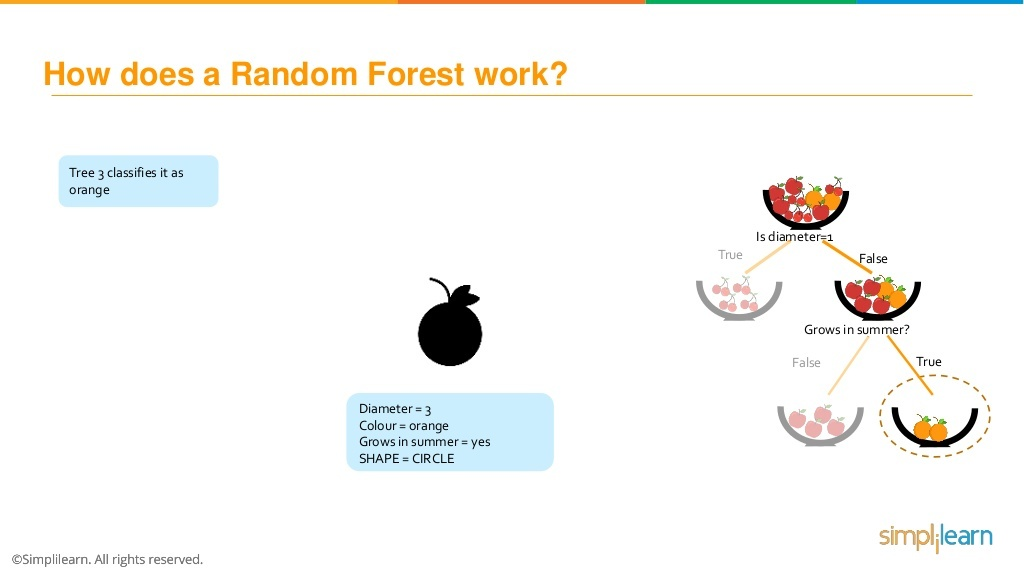 How does a Random Forest work?
Tree 3 classifies it as
orange
Is diameter=1
True
False
Grows in summer?
False
True
Diameter = 3
Colour = orange
Grows in summer = yes
SHAPE = CIRCLE
simplilearn
©Simplilearn. All rights reserved.